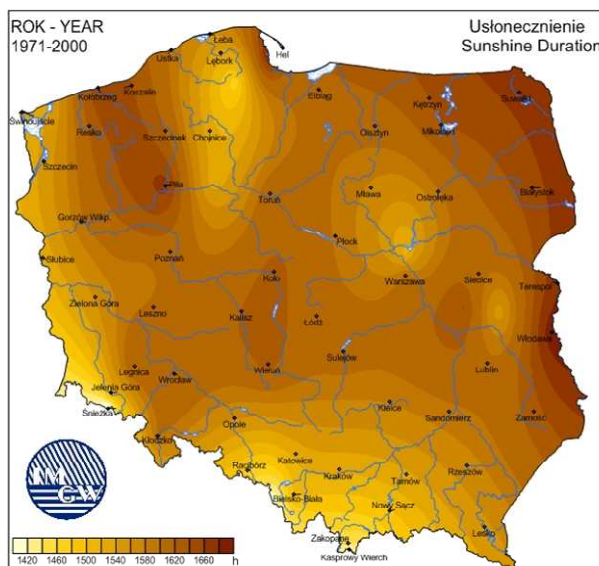 ROK - YEAR
1971-2000
Usłonecznienie
Sunshine Duration
Łeba
Ustka
Lębork
Hel
Koszalin
Kołobrzeg
Świnoujście
Resko
Szczecinek
Chojnice
Elbląg
Kętrzyn
Suwałki
Olsztyn
Mikołajki
Szczecin
Piła
Toruń
Mława
Ostrołęka
Białystok
Gorzów Wlkp.
Płock
Słubice
Poznań
Koło
Warszawa
Siedlce
Terespol
Zielona Góra
Leszno
Kalisz
Łódź
Sulejów
Włodawa
Legnica
Wrocław
Wieluń
Lublin
Jelenia Góra
Śnieżka
Kielce
Sandomierz
Zamość
Opole
Kłodzko
Racibórz
Katowice
Kraków
Tarnów
Rzeszów
Bielsko-Biała
Nowy Sącz
Lesko
Zakopane
Kasprowy Wierch
IM
GW
1420 1460 1500 1540 1580 1620 1660 h